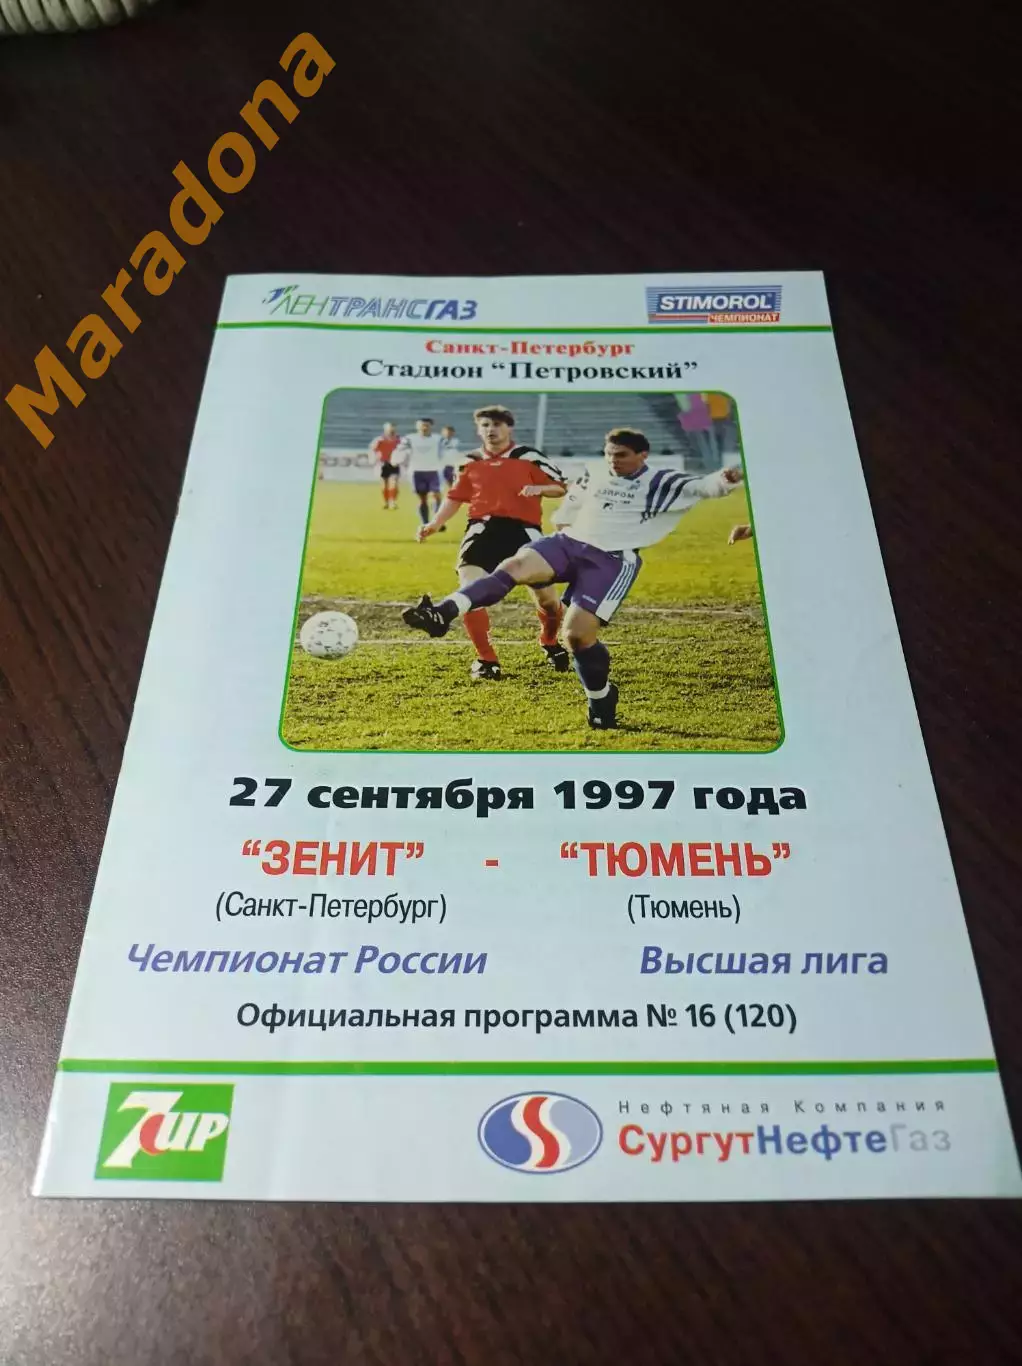 Maradona
ЛЕНТРАНСГАЗ
STIMOROL
ЧЕМПИОНАТ
Санкт-Петербург
Стадион "Петровский"
ГАЗПРОМ
27 сентября 1997 года
"ЗЕНИТ" - "ТЮМЕНЬ"
(Санкт-Петербург) (Тюмень)
Чемпионат России Высшая лига
Официальная программа № 16 (120)
7UP
Нефтяная Компания
СургутНефтеГаз